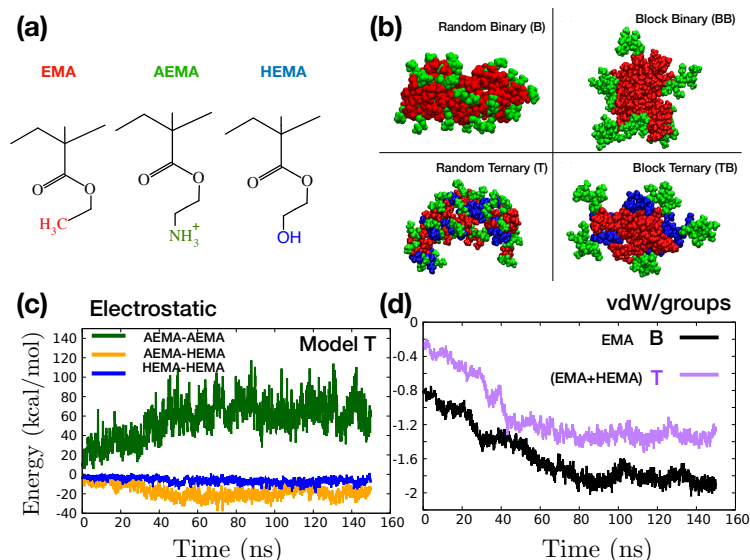 (a)
EMA AEMA HEMA
O O O
O O O
H₃C NH₃⁺ OH
(b)
Random Binary (B) Block Binary (BB)
Random Ternary (T) Block Ternary (TB)
(c) Electrostatic
Model T
AEMA-AEMA
AEMA-HEMA
HEMA-HEMA
Energy (kcal/mol)
140
120
100
80
60
40
20
0
-20
-40
0 20 40 60 80 100 120 140 160
Time (ns)
(d) vdW/groups
EMA B
(EMA+HEMA) T
0
-0.4
-0.8
-1.2
-1.6
-2
0 20 40 60 80 100 120 140 160
Time (ns)